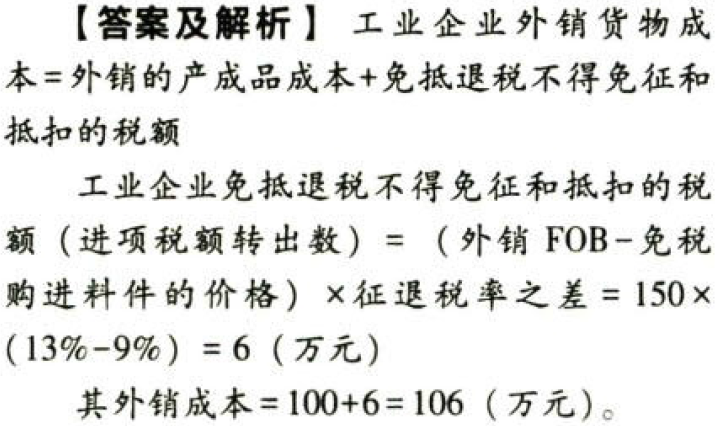 【答案及解析】 工业企业外销货物成
本=外销的产成品成本+免抵退税不得免征和
抵扣的税额
工业企业免抵退税不得免征和抵扣的税
额（进项税额转出数）=（外销 FOB-免税
购进料件的价格）×征退税率之差=150×
（13%-9%）=6（万元）
其外销成本=100+6=106（万元）。